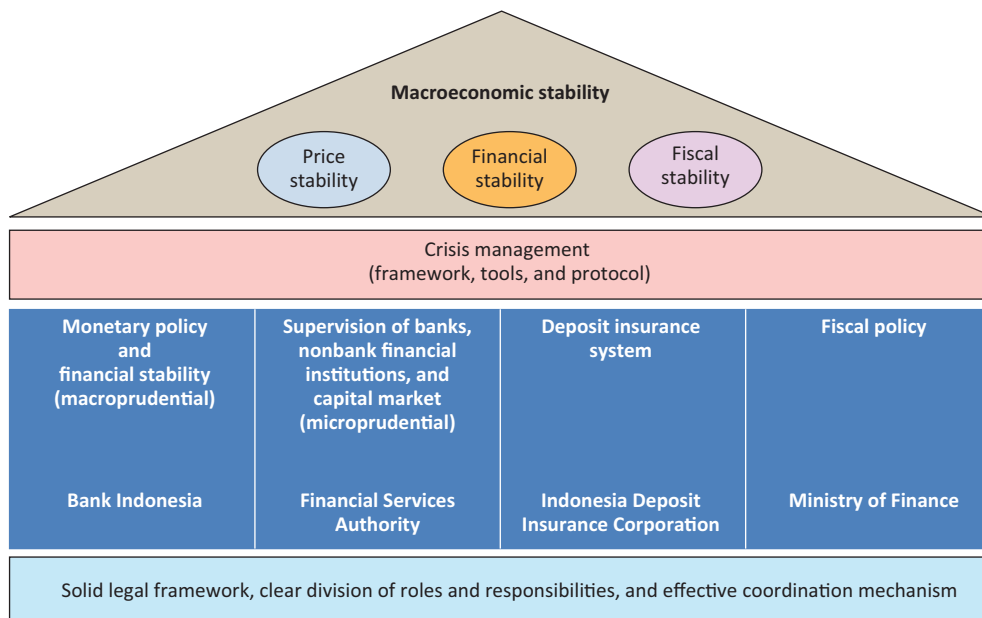 Macroeconomic stability
Price
stability
Financial
stability
Fiscal
stability
Crisis management
(framework, tools, and protocol)
Monetary policy
and
financial stability
(macroprudential)
Bank Indonesia
Supervision of banks,
nonbank financial
institutions, and
capital market
(microprudential)
Financial Services
Authority
Deposit insurance
system
Indonesia Deposit
Insurance Corporation
Fiscal policy
Ministry of Finance
Solid legal framework, clear division of roles and responsibilities, and effective coordination mechanism